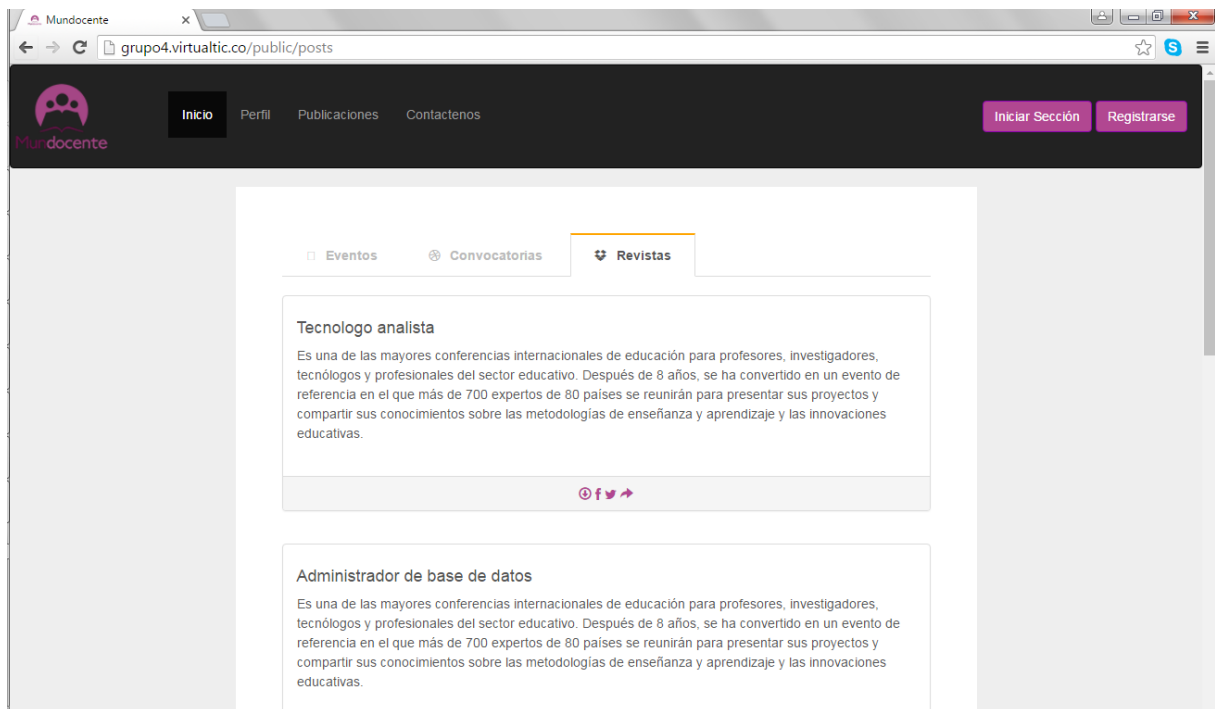 Mundocente
grupo4.virtualtic.co/public/posts
Mundocente
Inicio Perfil Publicaciones Contactenos
Iniciar Sección Registrarse
Eventos Convocatorias Revistas
Tecnologo analista
Es una de las mayores conferencias internacionales de educación para profesores, investigadores,
tecnólogos y profesionales del sector educativo. Después de 8 años, se ha convertido en un evento de
referencia en el que más de 700 expertos de 80 países se reunirán para presentar sus proyectos y
compartir sus conocimientos sobre las metodologías de enseñanza y aprendizaje y las innovaciones
educativas.
Administrador de base de datos
Es una de las mayores conferencias internacionales de educación para profesores, investigadores,
tecnólogos y profesionales del sector educativo. Después de 8 años, se ha convertido en un evento de
referencia en el que más de 700 expertos de 80 países se reunirán para presentar sus proyectos y
compartir sus conocimientos sobre las metodologías de enseñanza y aprendizaje y las innovaciones
educativas.